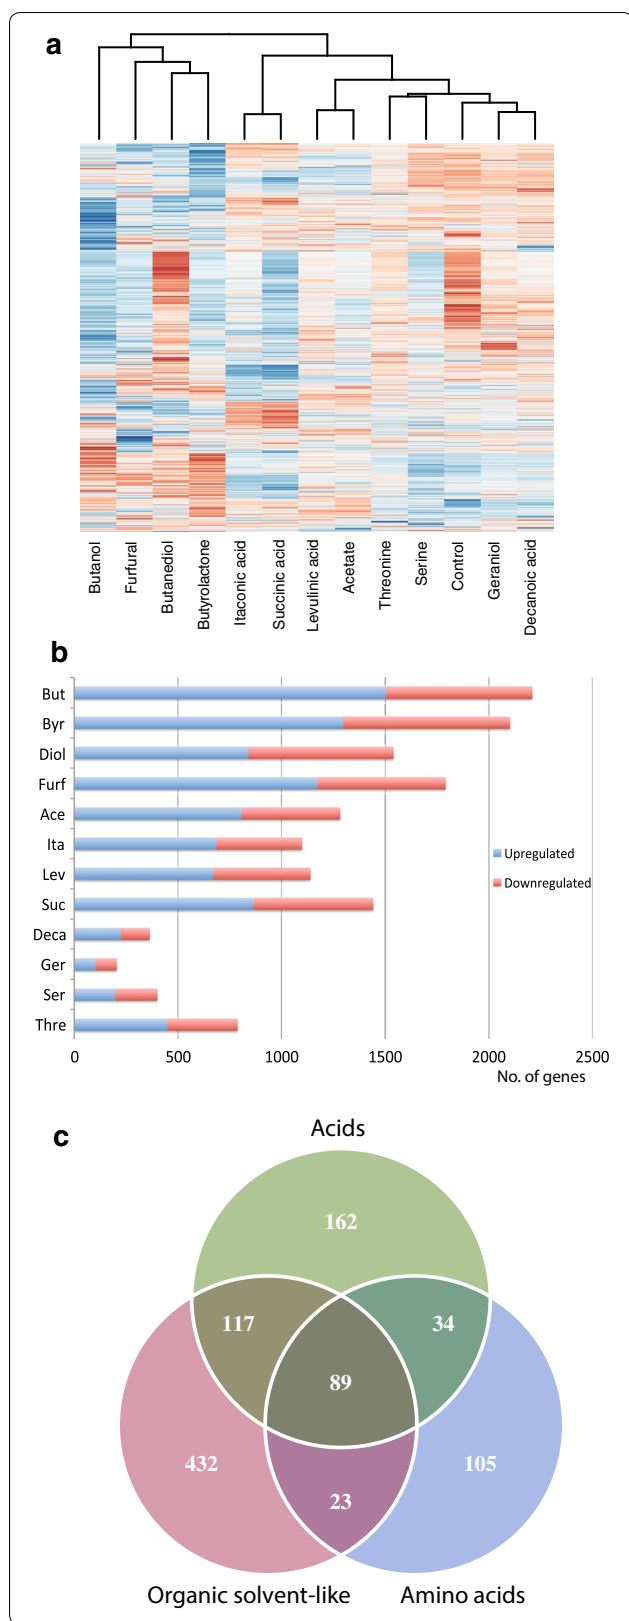 a
Butanol
Furfural
Butanediol
Butyrolactone
Itaconic acid
Succinic acid
Levulinic acid
Acetate
Threonine
Serine
Control
Geraniol
Decanoic acid
b
But
Byr
Diol
Furf
Ace
Ita
Lev
Suc
Deca
Ger
Ser
Thre
Upregulated
Downregulated
0 500 1000 1500 2000 2500
No. of genes
c
Acids
162
117 34
89
432 105
23
Organic solvent-like Amino acids